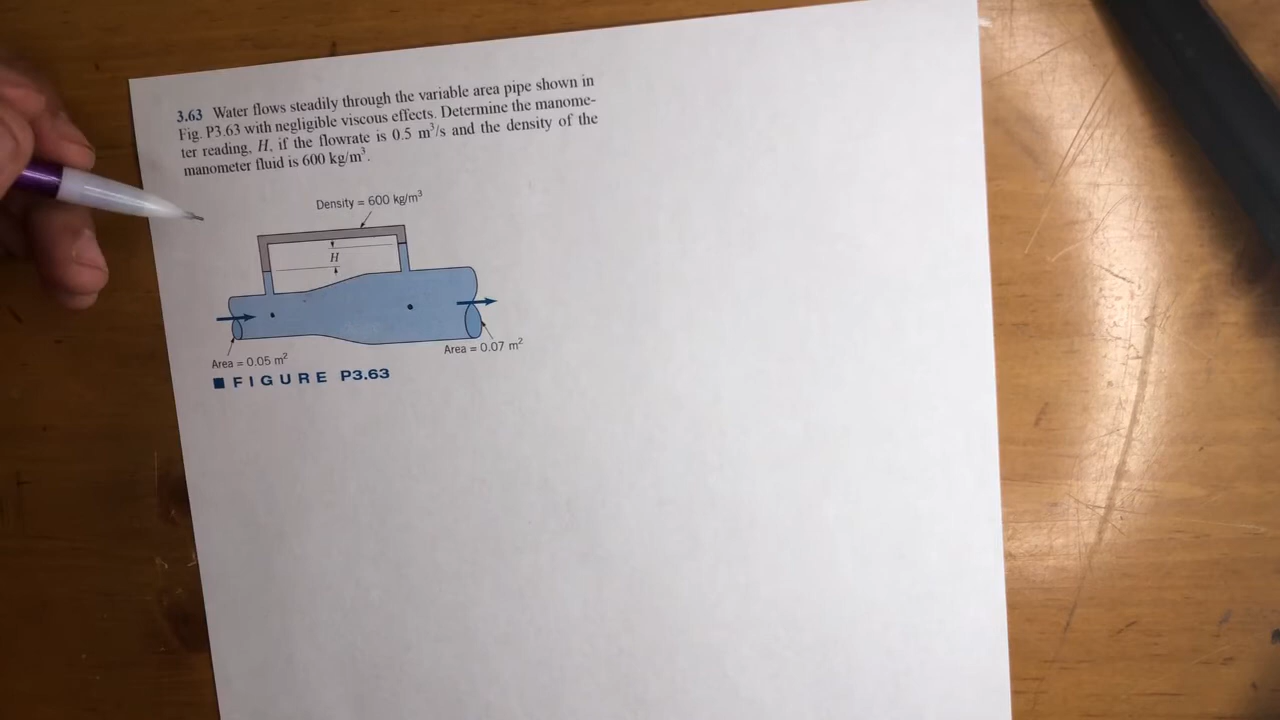 3.63 Water flows steadily through the variable area pipe shown in
Fig. P3.63 with negligible viscous effects. Determine the manome-
ter reading, H, if the flowrate is 0.5 m³/s and the density of the
manometer fluid is 600 kg/m³.
Density = 600 kg/m³
H
Area = 0.05 m²
Area = 0.07 m²
■ FIGURE P3.63